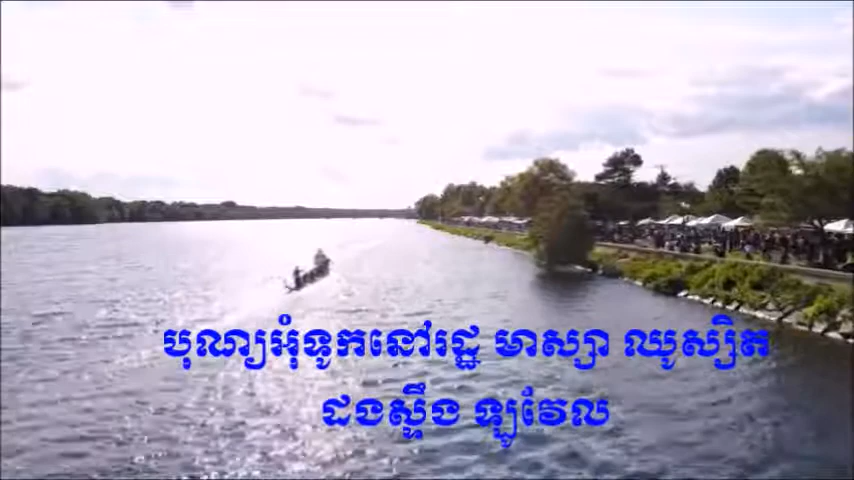 បុណ្យអុំទូកនៅរដ្ឋ មាស្សា ឈូស្ស៊ិត
ដងស្ទឹង ឡូវែល